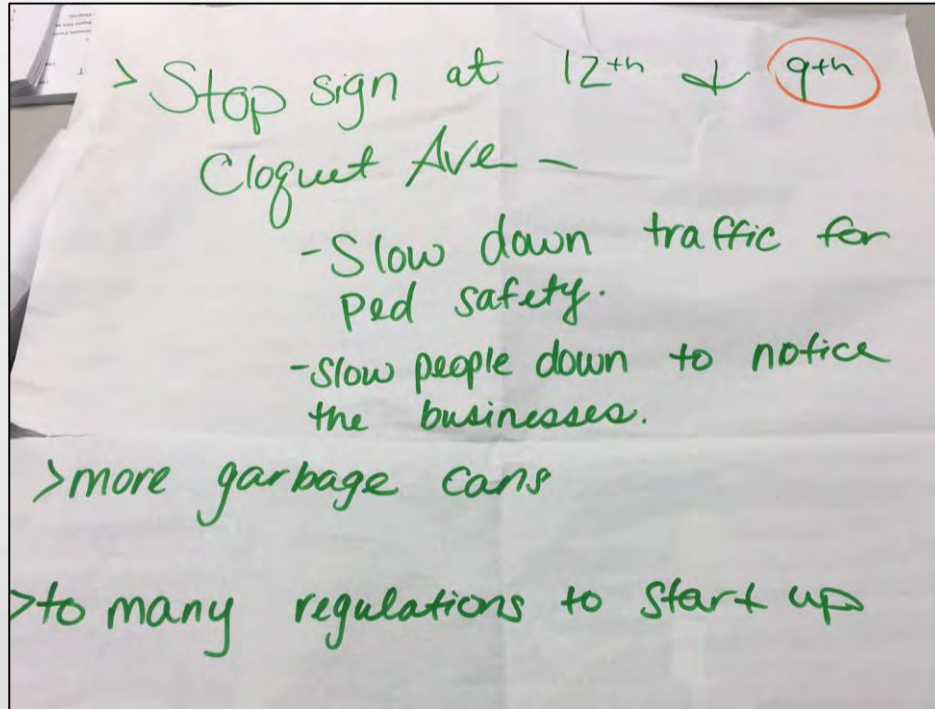 > Stop sign at 12th & 9th
Cloquet Ave -
- Slow down traffic for
Ped safety.
- Slow people down to notice
the businesses.
> more garbage cans
> to many regulations to start up